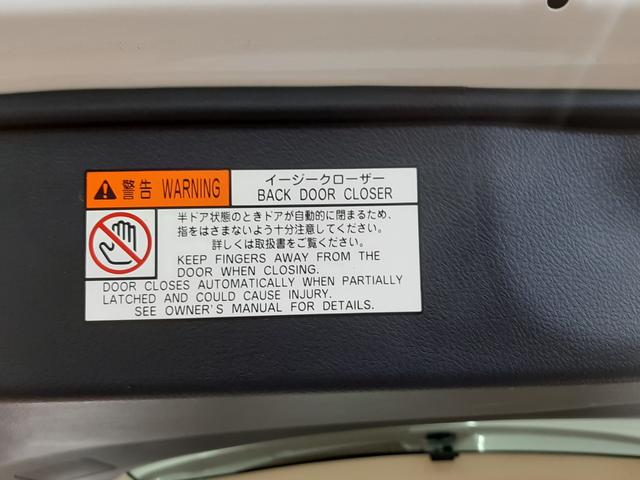 警告 WARNING
イージークローザー
BACK DOOR CLOSER
半ドア状態のときドアが自動的に閉まるため、
指をはさまないよう十分注意してください。
詳しくは取扱書をご覧ください。
KEEP FINGERS AWAY FROM THE
DOOR WHEN CLOSING.
DOOR CLOSES AUTOMATICALLY WHEN PARTIALLY
LATCHED AND COULD CAUSE INJURY.
SEE OWNER'S MANUAL FOR DETAILS.